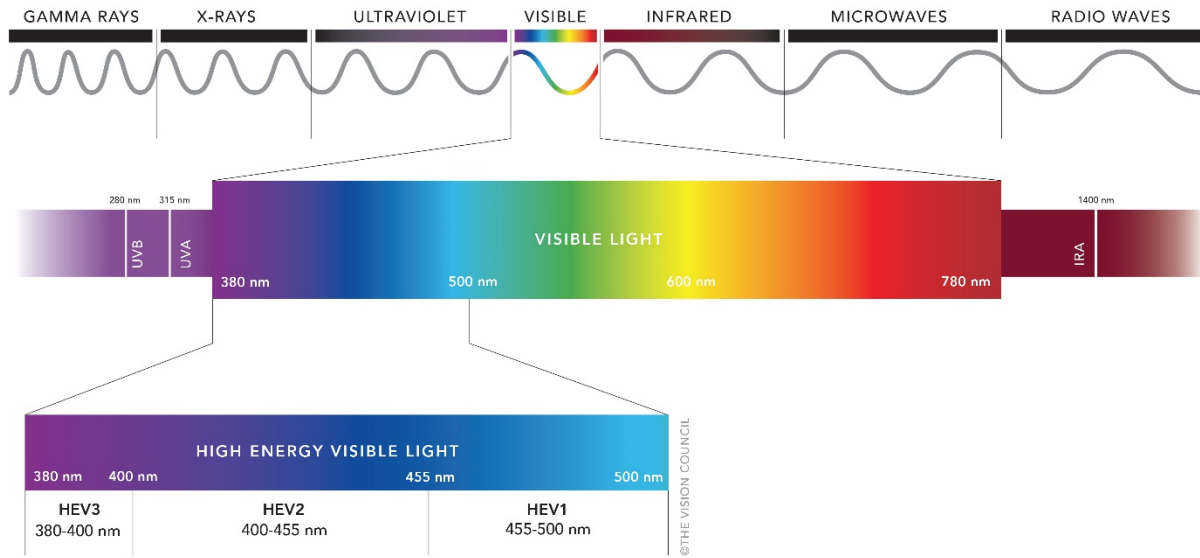 GAMMA RAYS X-RAYS ULTRAVIOLET VISIBLE INFRARED MICROWAVES RADIO WAVES
280 nm 315 nm 1400 nm
UVB UVA VISIBLE LIGHT IRA
380 nm 500 nm 600 nm 780 nm
HIGH ENERGY VISIBLE LIGHT
380 nm 400 nm 455 nm 500 nm
HEV3 HEV2 HEV1
380-400 nm 400-455 nm 455-500 nm
©THE VISION COUNCIL